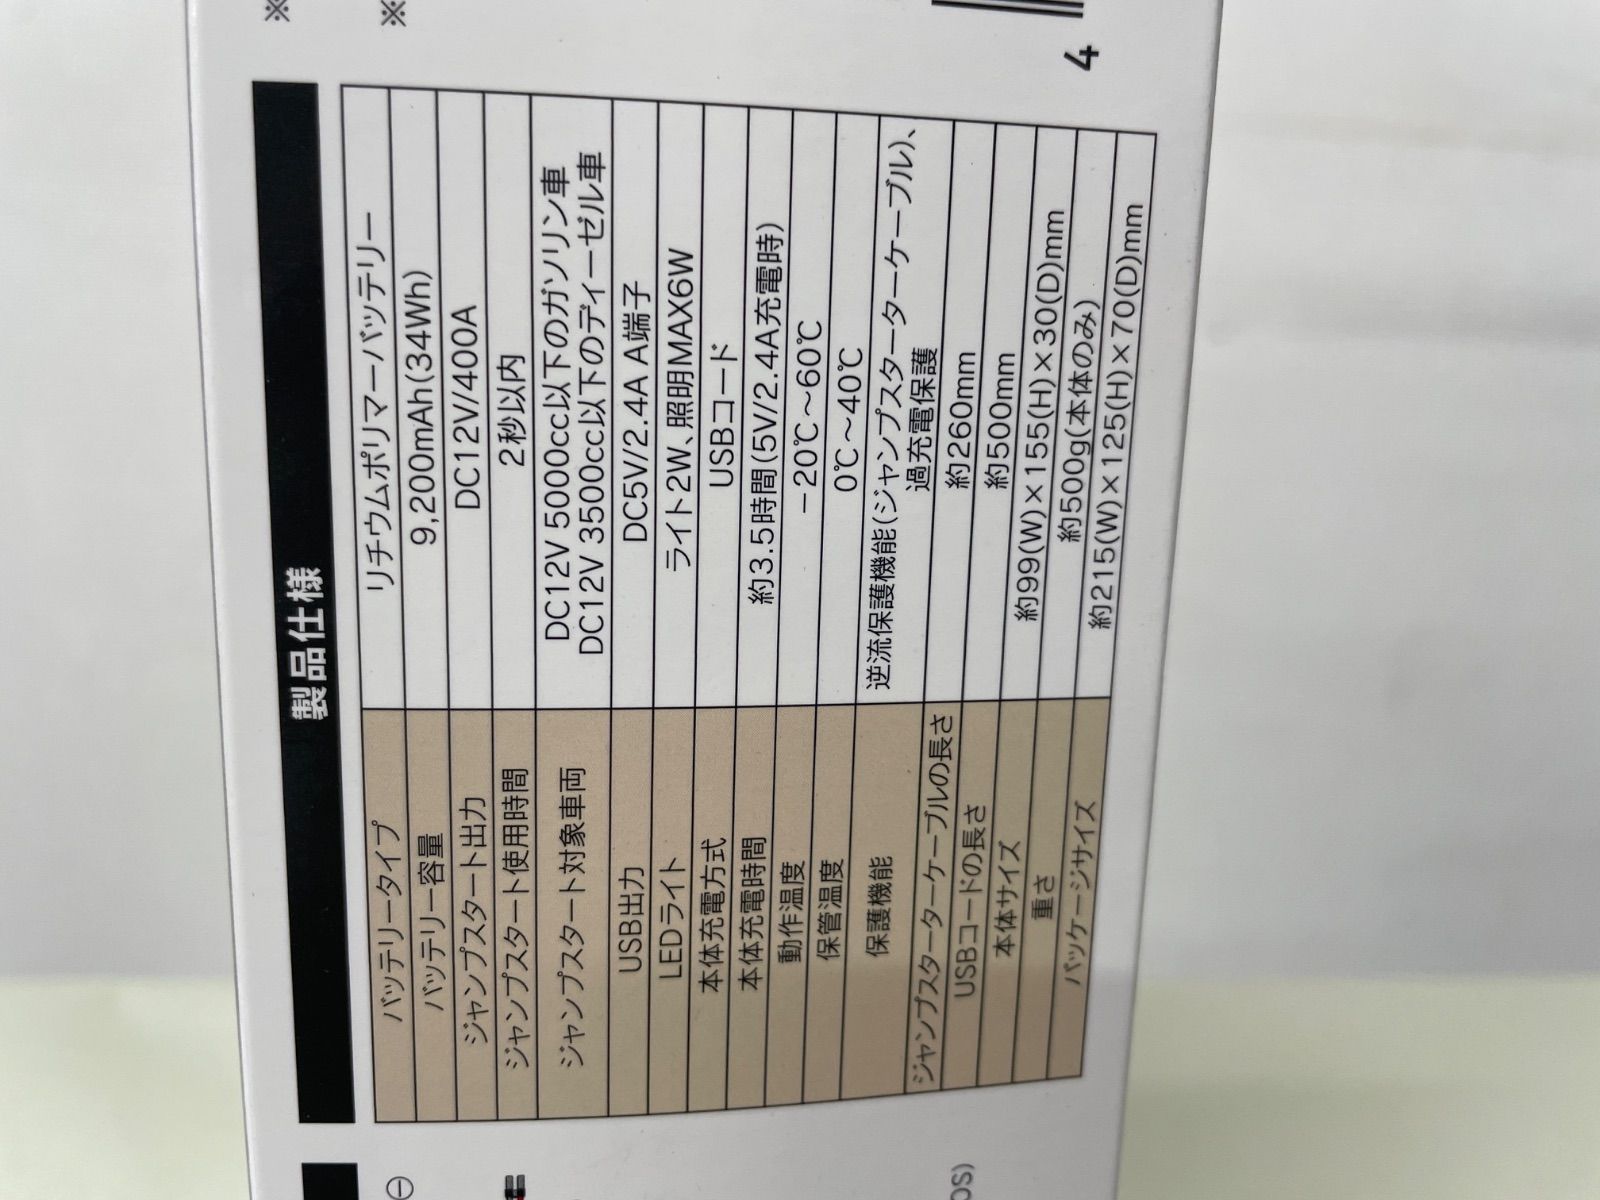 製品仕様
バッテリータイプ リチウムポリマーバッテリー
バッテリー容量 9,200mAh(34Wh)
ジャンプスタート出力 DC12V/400A
ジャンプスタート使用時間 2秒以内
ジャンプスタート対象車両 DC12V 5000cc以下のガソリン車
DC12V 3500cc以下のディーゼル車
USB出力 DC5V/2.4A A端子
LEDライト ライト2W、照明MAX6W
本体充電方式 USBコード
本体充電時間 約3.5時間(5V/2.4A充電時)
動作温度 −20℃〜60℃
保管温度 0℃〜40℃
保護機能 逆流保護機能(ジャンプスターターケーブル)、
過充電保護
ジャンプスターターケーブルの長さ 約260mm
USBコードの長さ 約500mm
本体サイズ 約99(W)×155(H)×30(D)mm
重さ 約500g(本体のみ)
パッケージサイズ 約215(W)×125(H)×70(D)mm
※
※
4
⊖
OS)